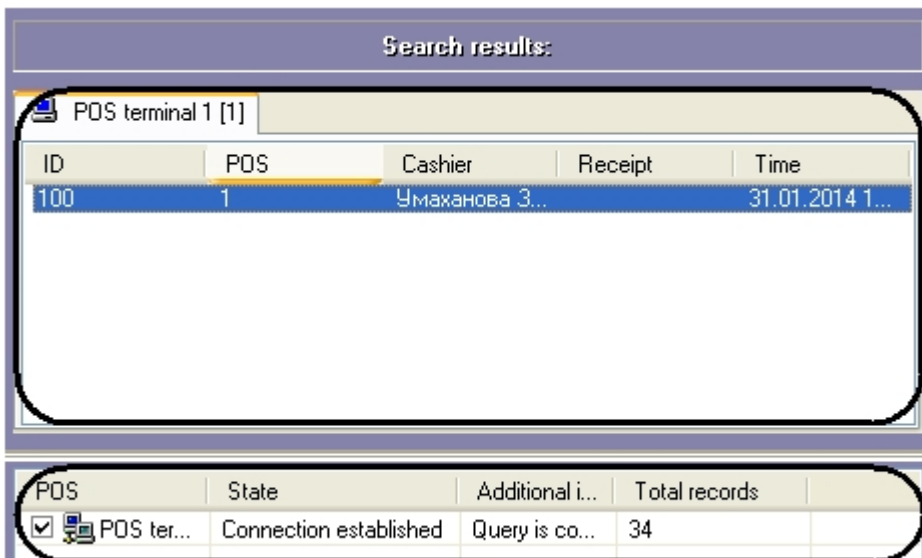 Search results:
POS terminal 1 [1]
ID POS Cashier Receipt Time
100 1 Умаханова З... 31.01.2014 1...
POS State Additional i... Total records
POS ter... Connection established Query is co... 34